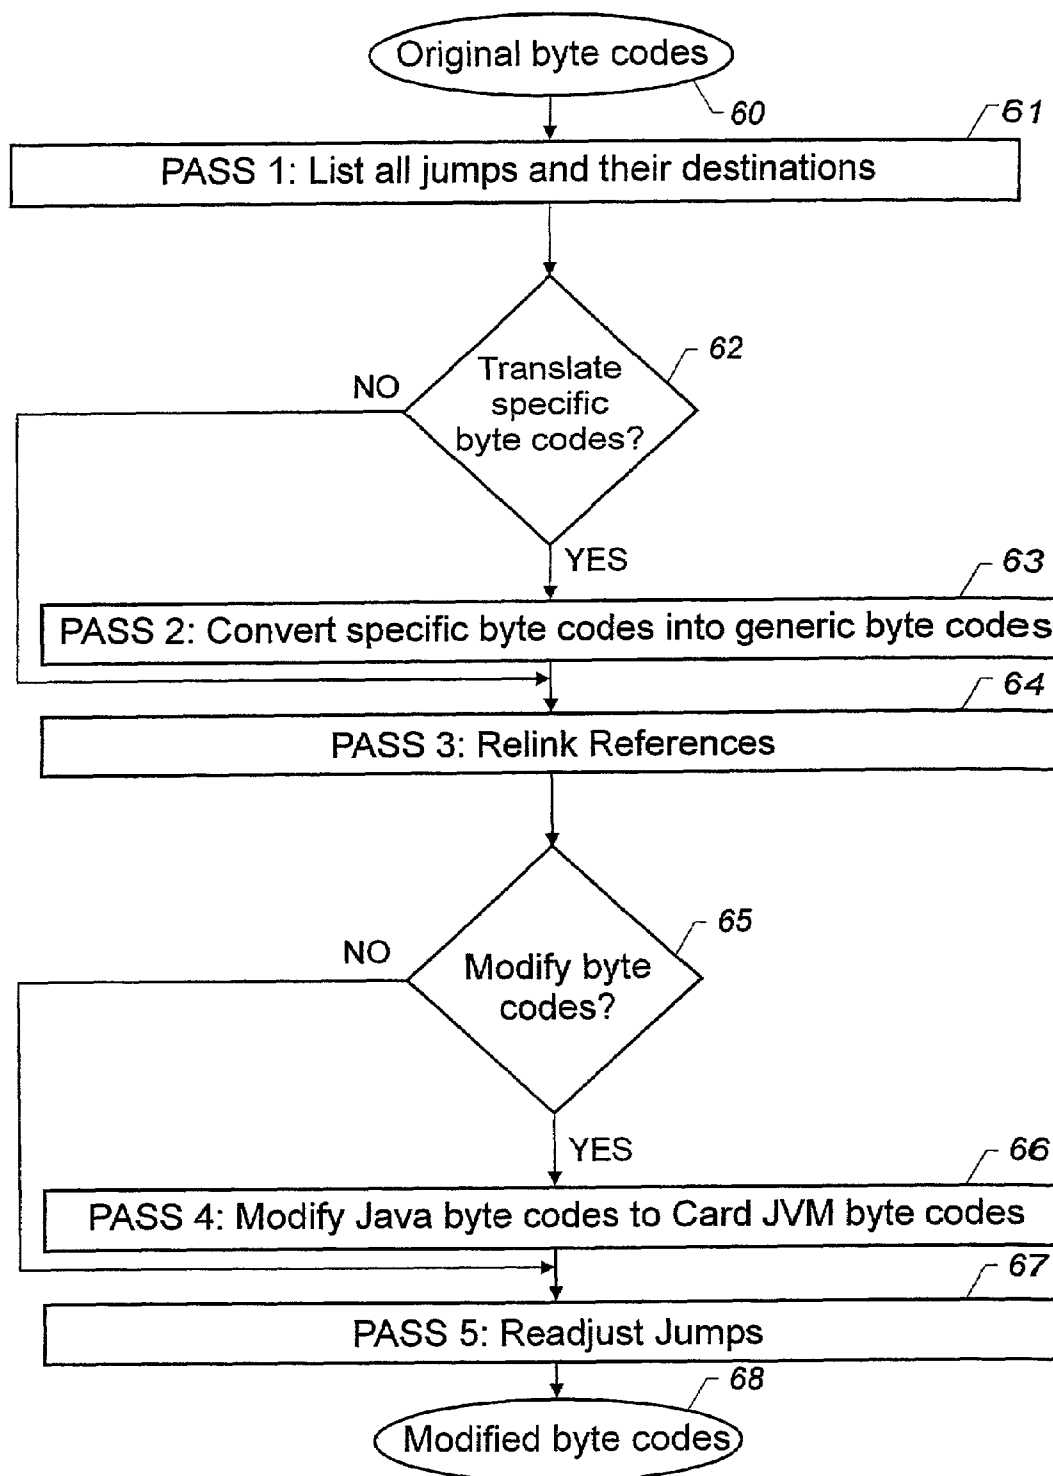 Original byte codes
60
61
PASS 1: List all jumps and their destinations
62
NO
Translate
specific
byte codes?
YES
63
PASS 2: Convert specific byte codes into generic byte codes
64
PASS 3: Relink References
65
NO
Modify byte
codes?
YES
66
PASS 4: Modify Java byte codes to Card JVM byte codes
67
PASS 5: Readjust Jumps
68
Modified byte codes